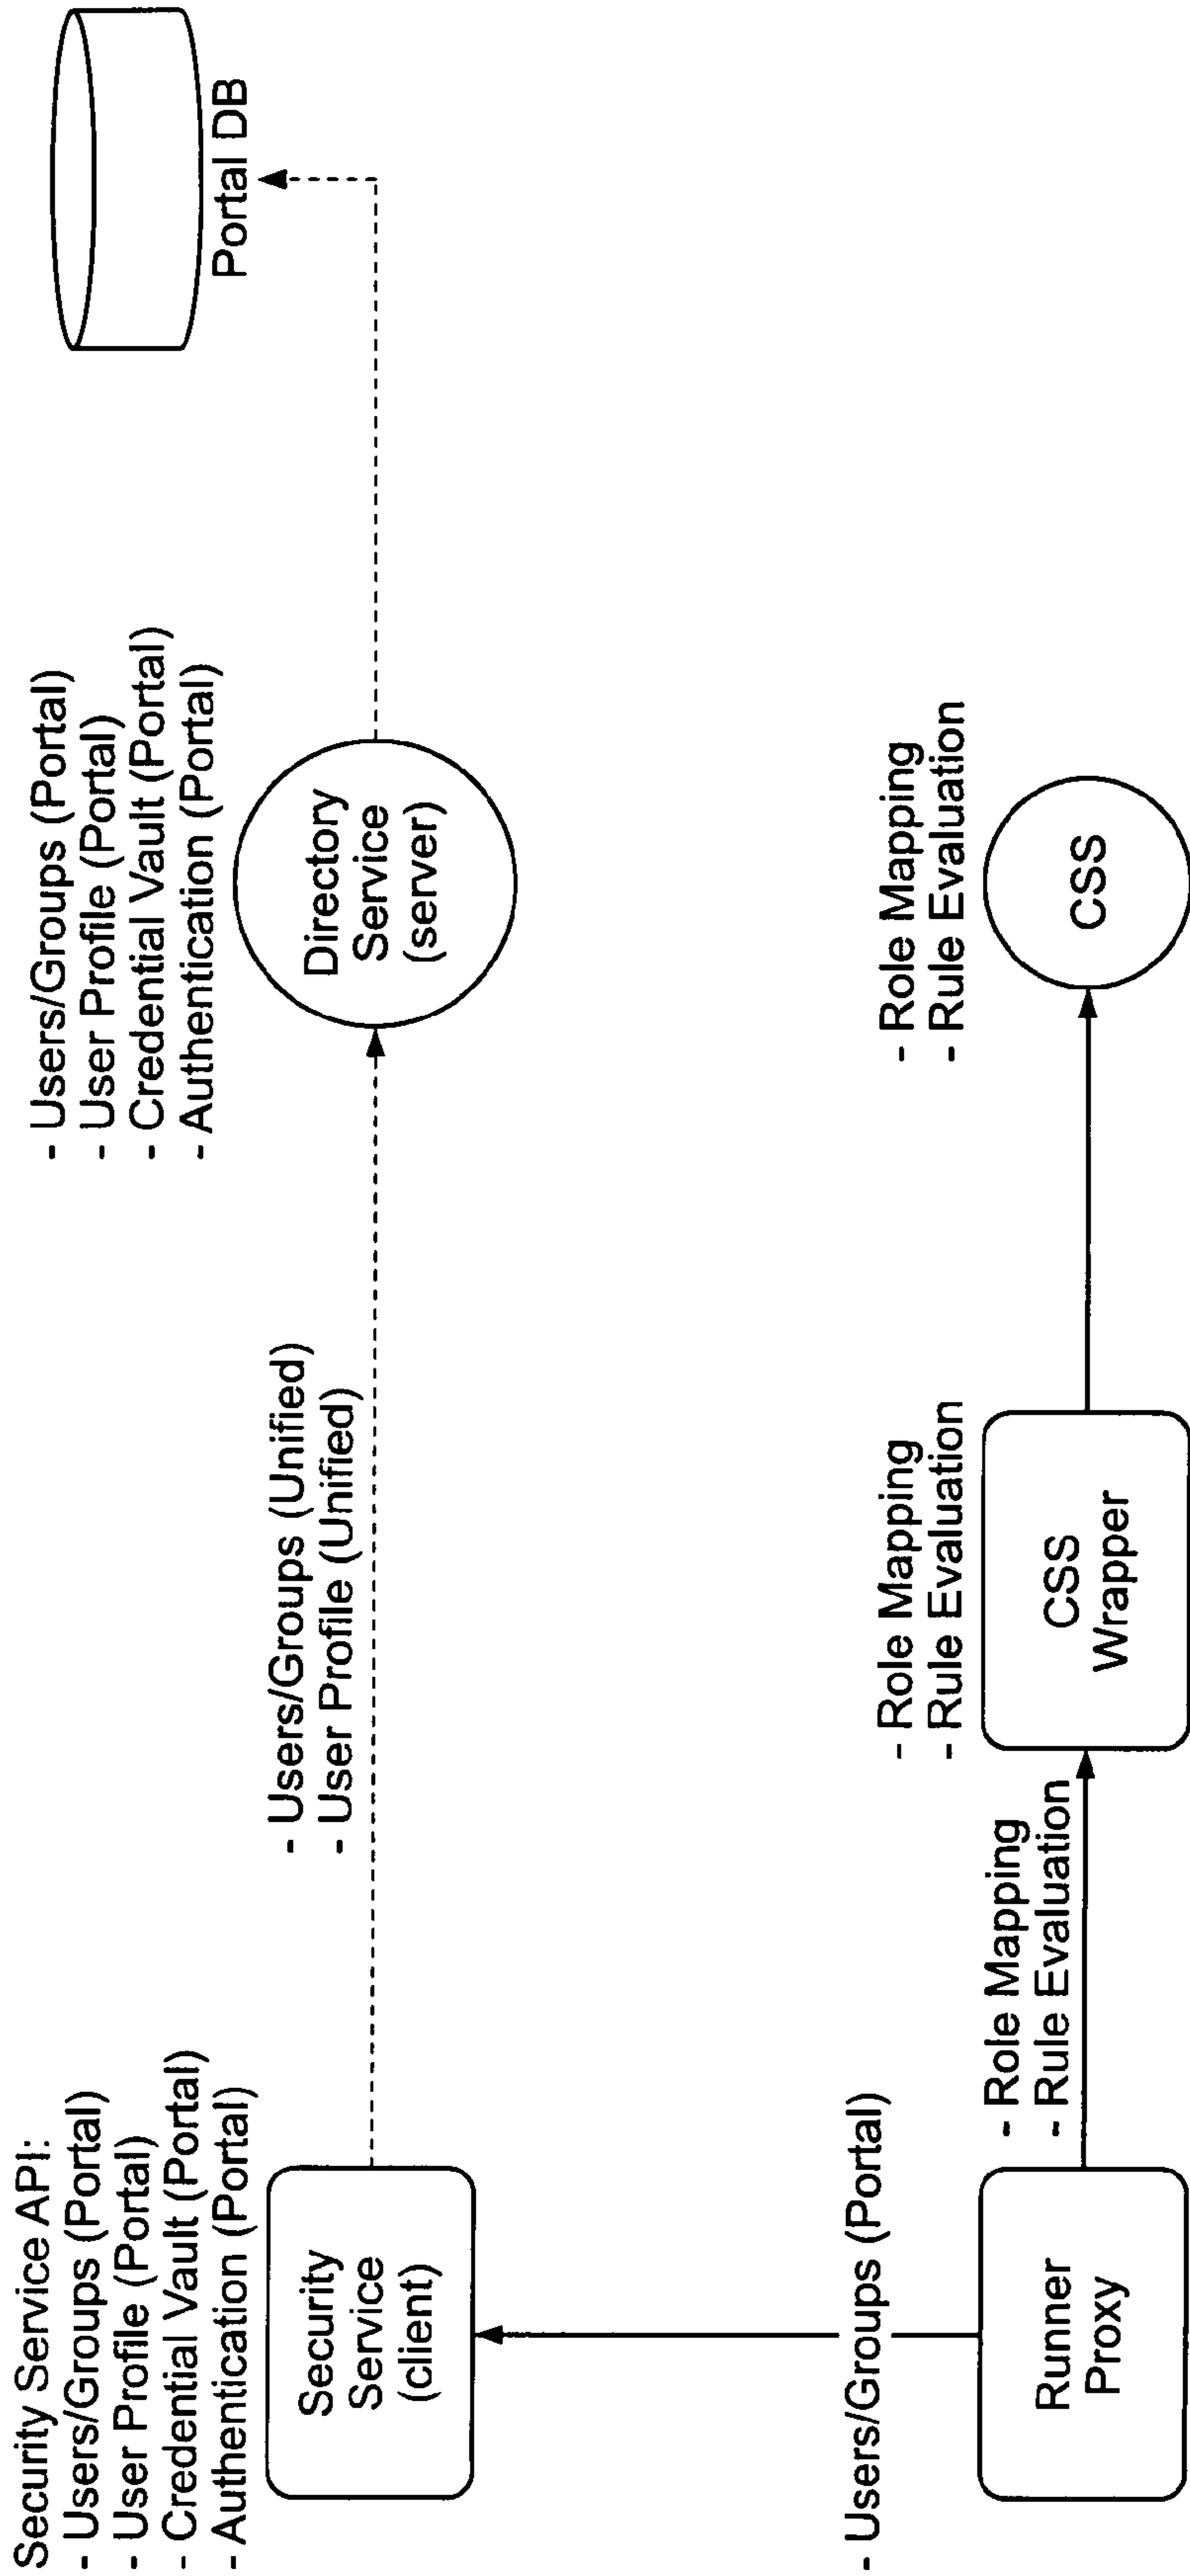 Security Service API:
- Users/Groups (Portal)
- User Profile (Portal)
- Credential Vault (Portal)
- Authentication (Portal)
Security
Service
(client)
- Users/Groups (Unified)
- User Profile (Unified)
- Users/Groups (Portal)
- User Profile (Portal)
- Credential Vault (Portal)
- Authentication (Portal)
Directory
Service
(server)
Portal DB
- Users/Groups (Portal)
Runner
Proxy
- Role Mapping
- Rule Evaluation
- Role Mapping
- Rule Evaluation
CSS
Wrapper
- Role Mapping
- Rule Evaluation
CSS